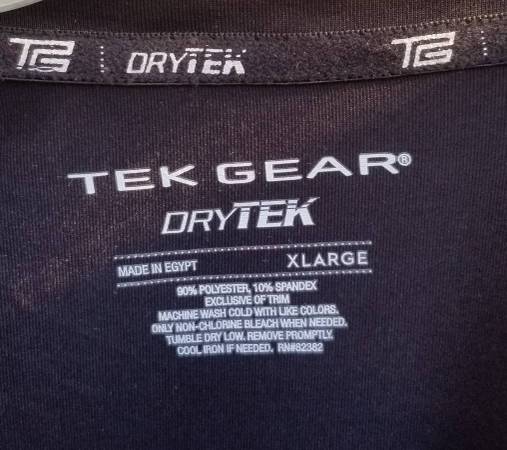 TG DRYTEK TG
TEK GEAR®
DRYTEK
MADE IN EGYPT XLARGE
90% POLYESTER, 10% SPANDEX
EXCLUSIVE OF TRIM
MACHINE WASH COLD WITH LIKE COLORS.
ONLY NON-CHLORINE BLEACH WHEN NEEDED.
TUMBLE DRY LOW. REMOVE PROMPTLY.
COOL IRON IF NEEDED. RN#82382